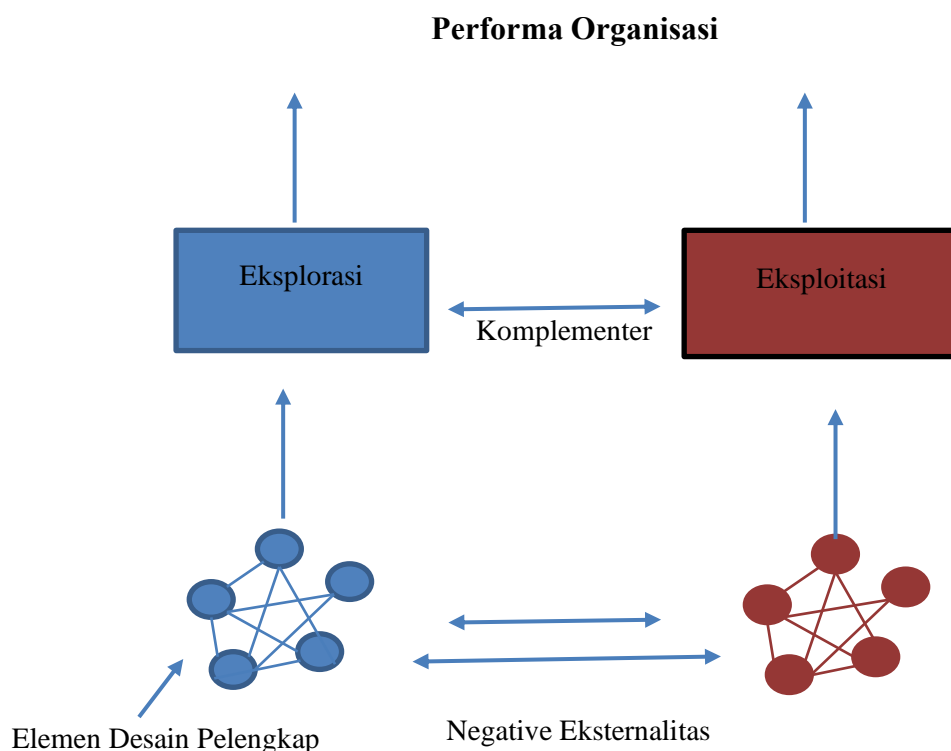 Performa Organisasi
Eksplorasi
Eksploitasi
Komplementer
Elemen Desain Pelengkap
Negative Eksternalitas